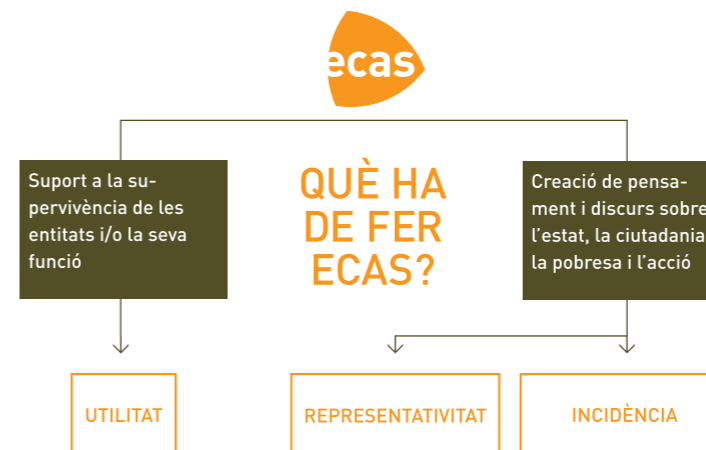 ecas
Suport a la su-
pervivència de les
entitats i/o la seva
funció
QUÈ HA
DE FER
ECAS?
Creació de pensa-
ment i discurs sobre
l'estat, la ciutadania
la pobresa i l'acció
UTILITAT
REPRESENTATIVITAT
INCIDÈNCIA